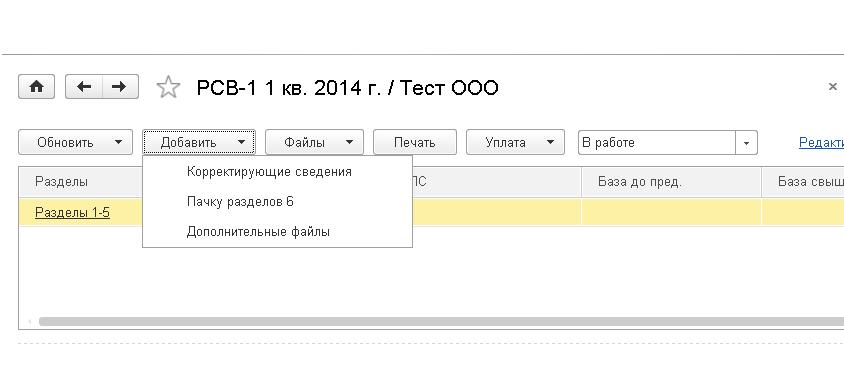 РСВ-1 1 кв. 2014 г. / Тест ООО
Обновить Добавить Файлы Печать Уплата В работе Редакти
Разделы ПС База до пред. База свыш
Корректирующие сведения
Разделы 1-5 Пачку разделов 6
Дополнительные файлы